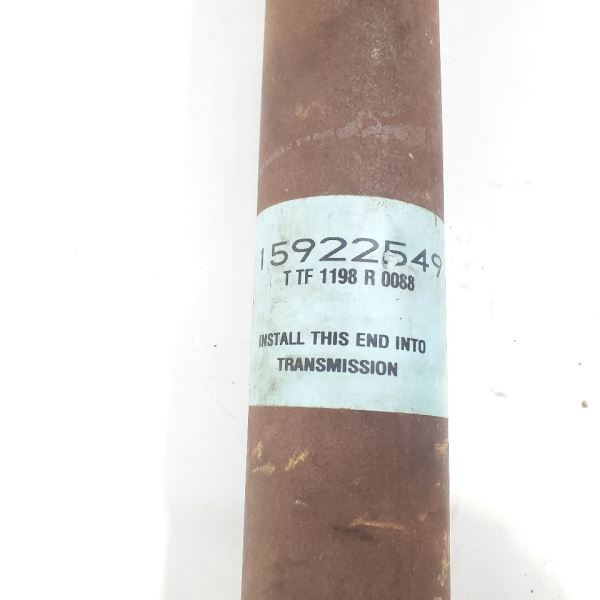 15922549
T TF 1198 R 0088
INSTALL THIS END INTO
TRANSMISSION